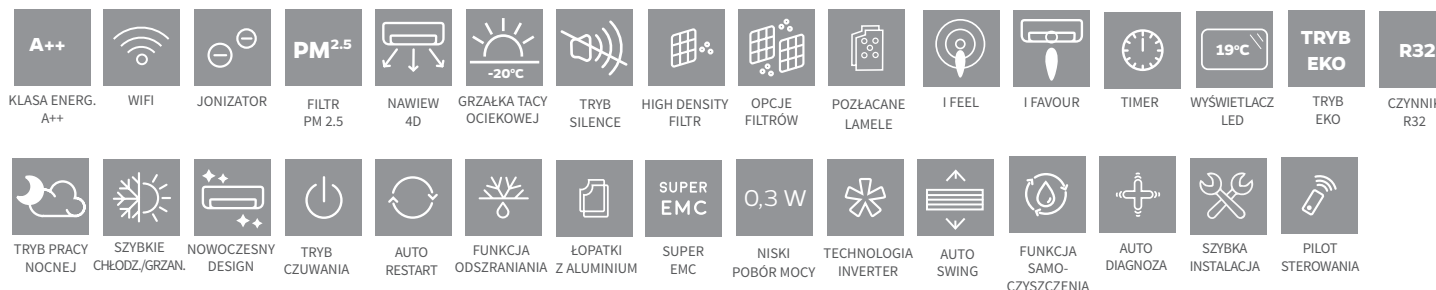 A++
PM2.5
-20°C
19°C
TRYB
EKO
R32
KLASA ENERG.
A++
WIFI
JONIZATOR
FILTR
PM 2.5
NAWIEW
4D
GRZAŁKA TACY
OCIEKOWEJ
TRYB
SILENCE
HIGH DENSITY
FILTR
OPCJE
FILTRÓW
POZŁACANE
LAMELE
I FEEL
I FAVOUR
TIMER
WYŚWIETLACZ
LED
TRYB
EKO
CZYNNIK
R32
SUPER
EMC
0,3 W
TRYB PRACY
NOCNEJ
SZYBKIE
CHŁODZ./GRZAN.
NOWOCZESNY
DESIGN
TRYB
CZUWANIA
AUTO
RESTART
FUNKCJA
ODSZRANIANIA
ŁOPATKI
Z ALUMINIUM
SUPER
EMC
NISKI
POBÓR MOCY
TECHNOLOGIA
INVERTER
AUTO
SWING
FUNKCJA
SAMO-
CZYSZCZENIA
AUTO
DIAGNOZA
SZYBKA
INSTALACJA
PILOT
STEROWANIA